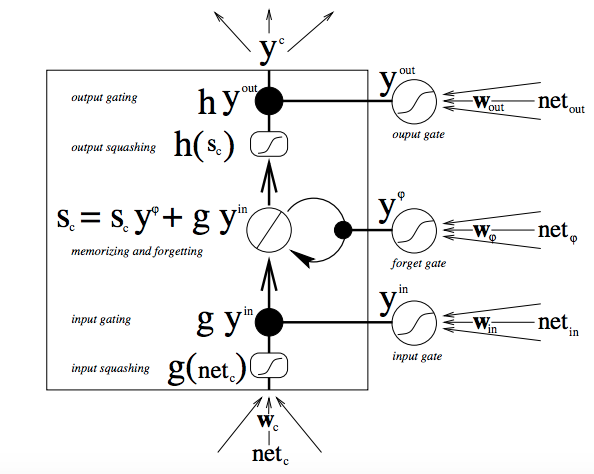 y^c
output gating
h y^out
y^out
w_out
net_out
ouput gate
output squashing
h(s_c)
s_c = s_c y^φ + g y^in
y^φ
w_φ
net_φ
memorizing and forgetting
forget gate
input gating
g y^in
y^in
w_in
net_in
input gate
input squashing
g(net_c)
w_c
net_c